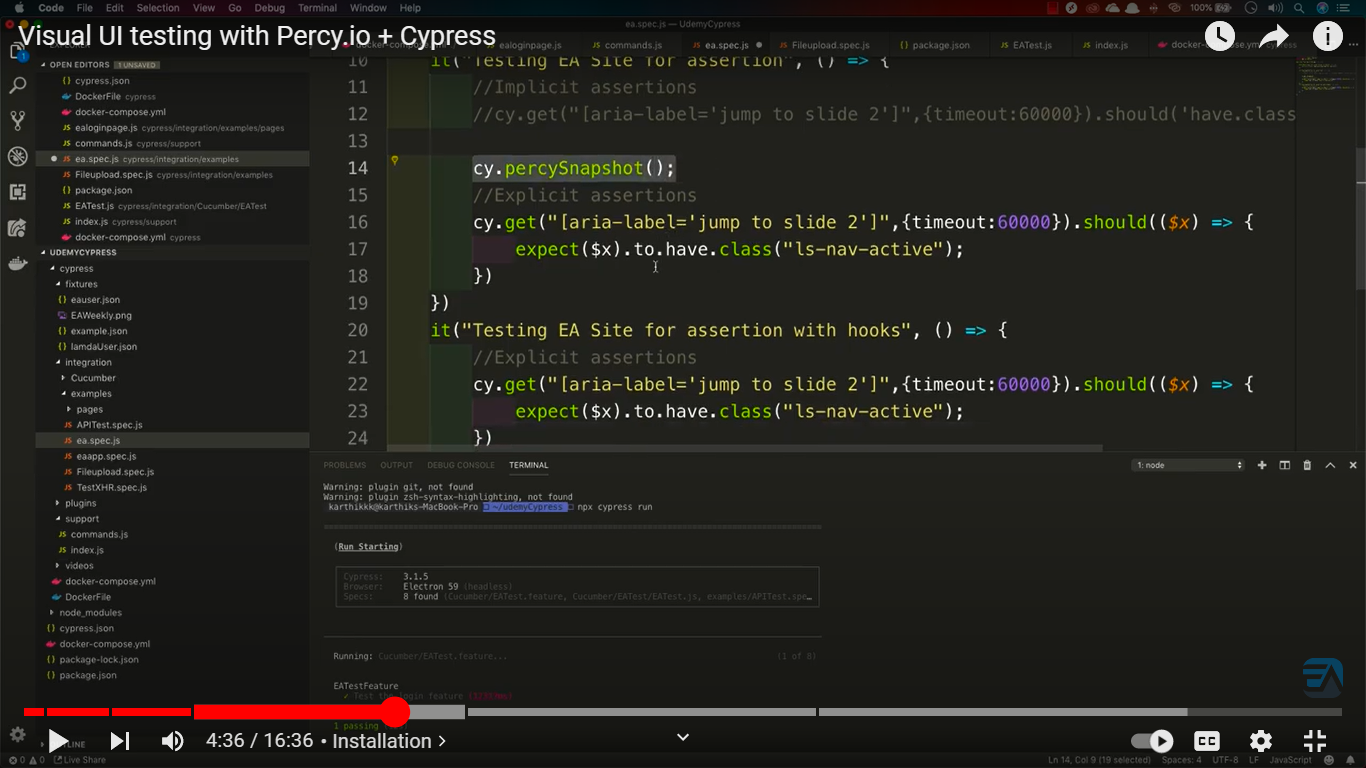 Code File Edit Selection View Go Debug Terminal Window Help 100%
ea.spec.js — UdemyCypress
Visual UI testing with Percy.io + Cypress
ealoginpage.js commands.js ea.spec.js Fileupload.spec.js package.json EATest.js index.js
OPEN EDITORS 1 UNSAVED
cypress.json
DockerFile cypress
docker-compose.yml
ealoginpage.js cypress/integration/examples/pages
commands.js cypress/support
ea.spec.js cypress/integration/examples
Fileupload.spec.js cypress/integration/examples
package.json
EATest.js cypress/integration/Cucumber/EATest
index.js cypress/support
docker-compose.yml cypress
UDEMYCYPRESS
cypress
fixtures
eauser.json
EAWeekly.png
example.json
lamdaUser.json
integration
Cucumber
examples
pages
APITest.spec.js
ea.spec.js
eaapp.spec.js
Fileupload.spec.js
TestXHR.spec.js
plugins
support
commands.js
index.js
videos
docker-compose.yml
DockerFile
node_modules
cypress.json
docker-compose.yml
package-lock.json
package.json
10 it("Testing EA Site for assertion", () => {
11 //Implicit assertions
12 //cy.get("[aria-label='jump to slide 2']",{timeout:60000}).should('have.class
13
14 cy.percySnapshot();
15 //Explicit assertions
16 cy.get("[aria-label='jump to slide 2']",{timeout:60000}).should(($x) => {
17 expect($x).to.have.class("ls-nav-active");
18 })
19 })
20 it("Testing EA Site for assertion with hooks", () => {
21 //Explicit assertions
22 cy.get("[aria-label='jump to slide 2']",{timeout:60000}).should(($x) => {
23 expect($x).to.have.class("ls-nav-active");
24 })
PROBLEMS OUTPUT DEBUG CONSOLE TERMINAL 1: node
Warning: plugin git, not found
Warning: plugin zsh-syntax-highlighting, not found
karthikkk@karthiks-MacBook-Pro ~/udemyCypress npx cypress run
(Run Starting)
Cypress: 3.1.5
Browser: Electron 59 (headless)
Specs: 8 found (Cucumber/EATest.feature, Cucumber/EATest/EATest.js, examples/APITest.spe…
Running: Cucumber/EATest.feature... (1 of 8)
EATestFeature
✓ Test the login feature
1 passing
EA
4:36 / 16:36 • Installation
CC
0 0 Live Share Ln 14, Col 9 (19 selected) Spaces: 4 UTF-8 LF JavaScript